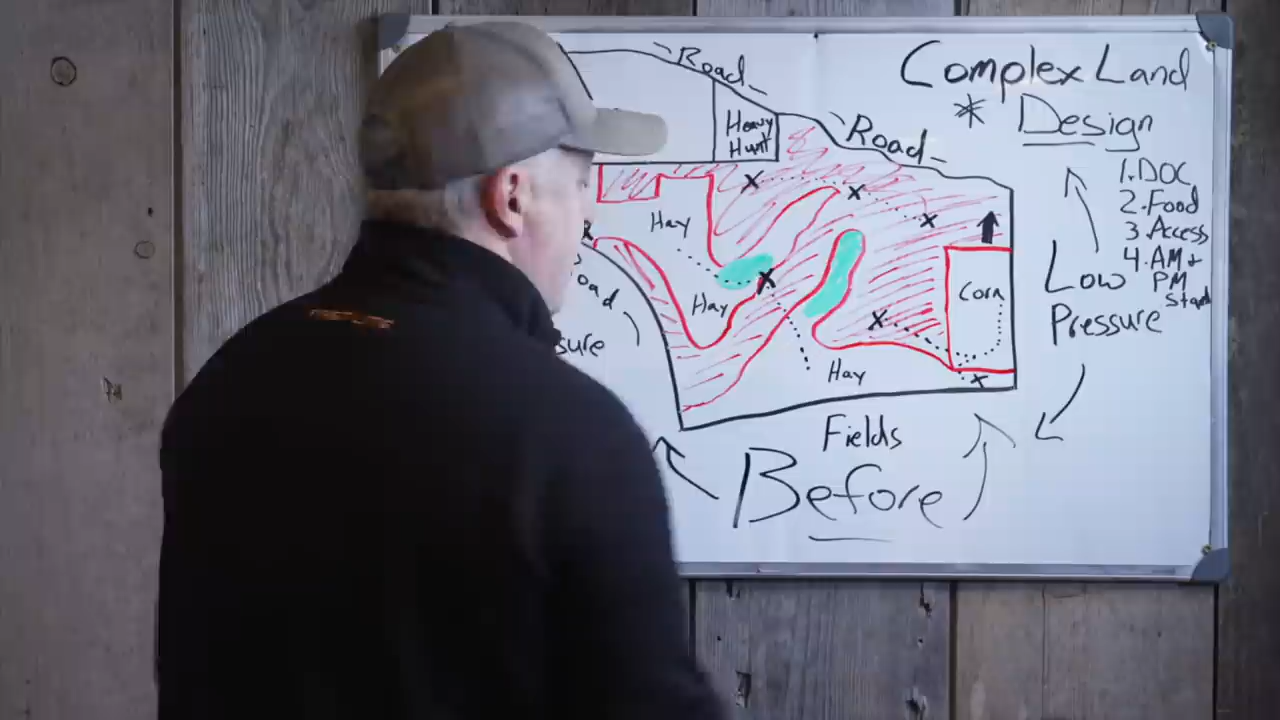 Complex Land
* Design
-Road-
-Road-
Heavy
Hunt
1. DOC
2. Food
3. Access
4. AM +
PM
Hay
Hay
Hay
Corn
Low
Pressure
Fields
Before